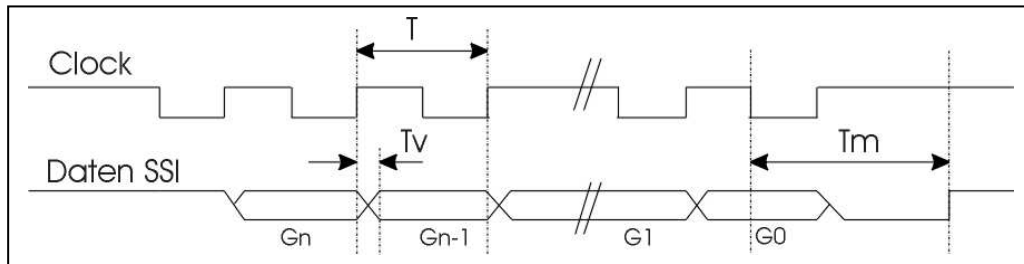 T
Clock
Tv
Tm
Daten SSI
Gn
Gn-1
G1
G0